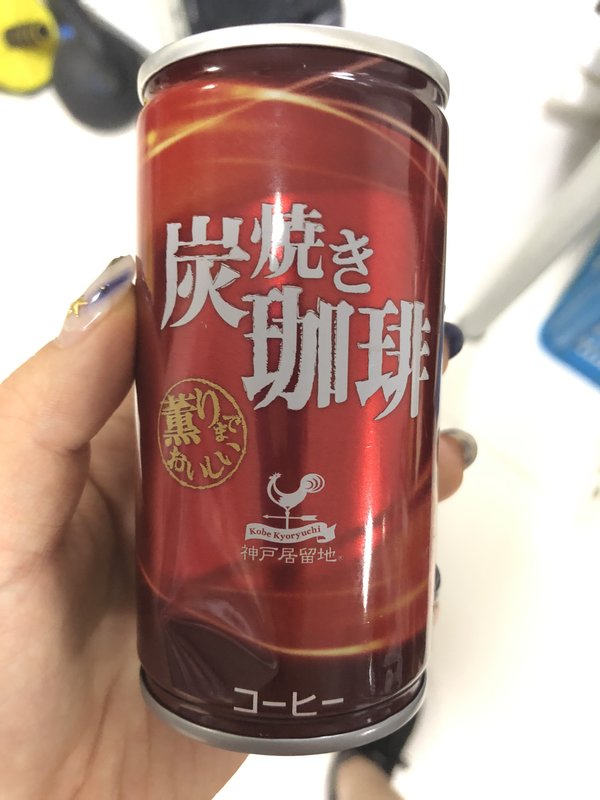 炭焼き
珈琲
薫りまで
おいしい
Kobe Kyoryuchi
神戸居留地
コーヒー